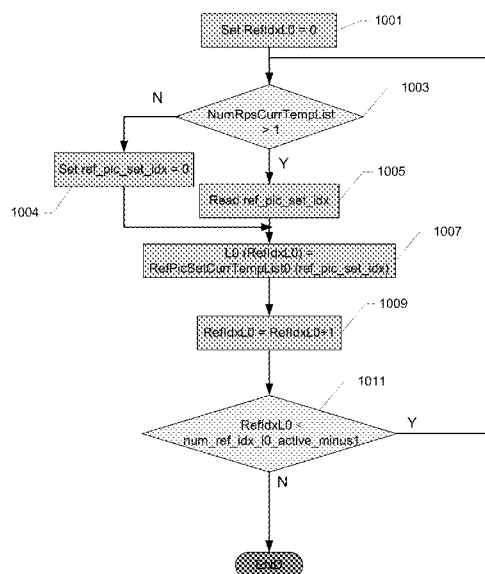 Set RefIdxL0 = 0
1001
NumRpsCurrTempList
> 1
1003
N
Y
Set ref_pic_set_idx = 0
1004
Read ref_pic_set_idx
1005
L0 (RefIdxL0) =
RefPicSetCurrTempList0 (ref_pic_set_idx)
1007
RefIdxL0 = RefIdxL0+1
1009
1011
RefIdxL0 <
num_ref_idx_l0_active_minus1
Y
N
END